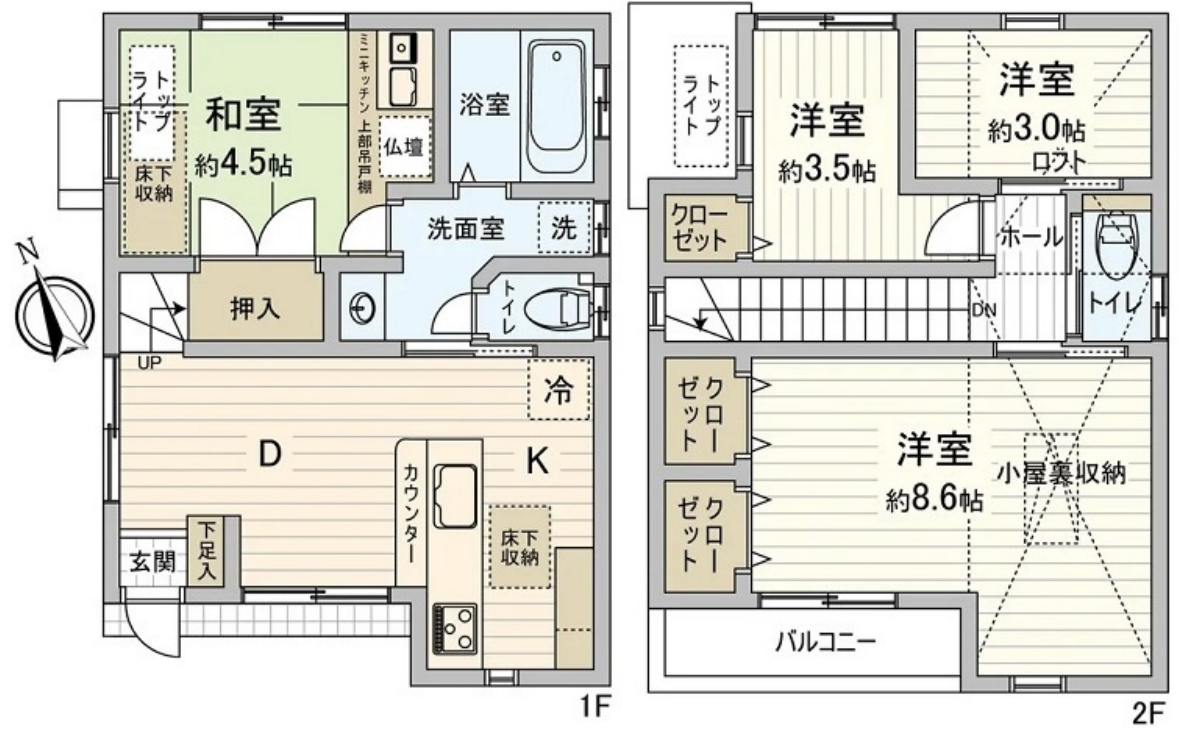 トップ
ライト
和室
約4.5帖
床下
収納
ミニキッチン 上部吊戸棚
仏壇
浴室
洗面室
洗
トイレ
押入
UP
N
冷
D
K
カウンター
床下
収納
玄関
下足入
1F
トップ
ライト
洋室
約3.5帖
洋室
約3.0帖
ロフト
クロー
ゼット
ホール
トイレ
DN
クロー
ゼット
洋室
約8.6帖
小屋裏収納
クロー
ゼット
バルコニー
2F